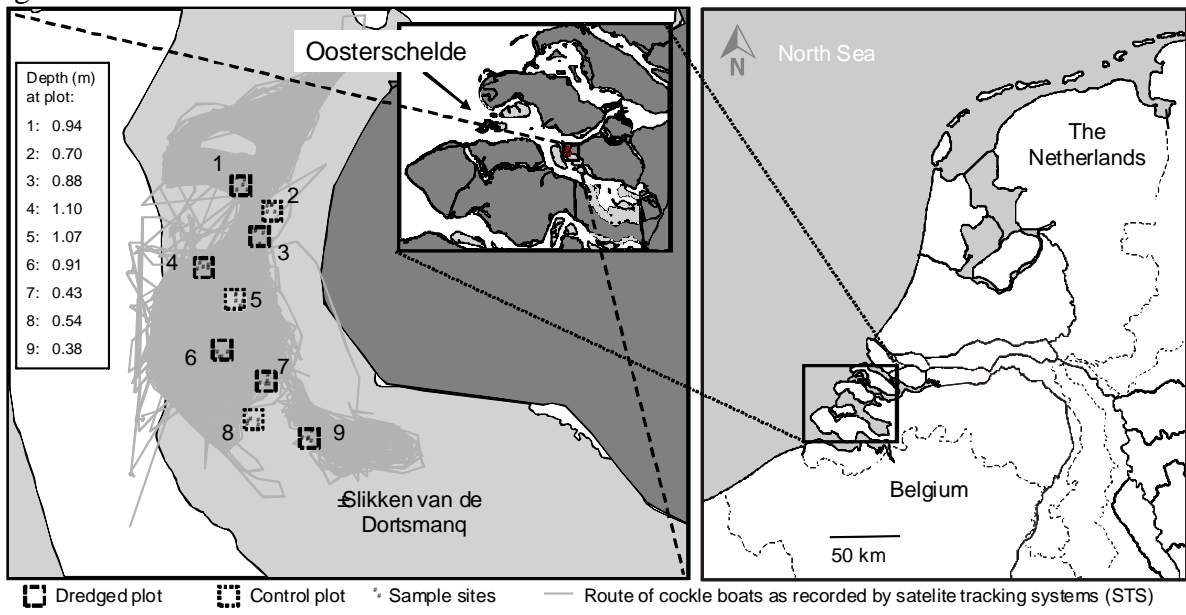 Oosterschelde
North Sea
N
Depth (m)
at plot:
1: 0.94
2: 0.70
3: 0.88
4: 1.10
5: 1.07
6: 0.91
7: 0.43
8: 0.54
9: 0.38
The
Netherlands
1
2
3
4
5
6
7
8
9
Slikken van de
Dortsmanq
Belgium
50 km
Dredged plot
Control plot
Sample sites
Route of cockle boats as recorded by satelite tracking systems (STS)